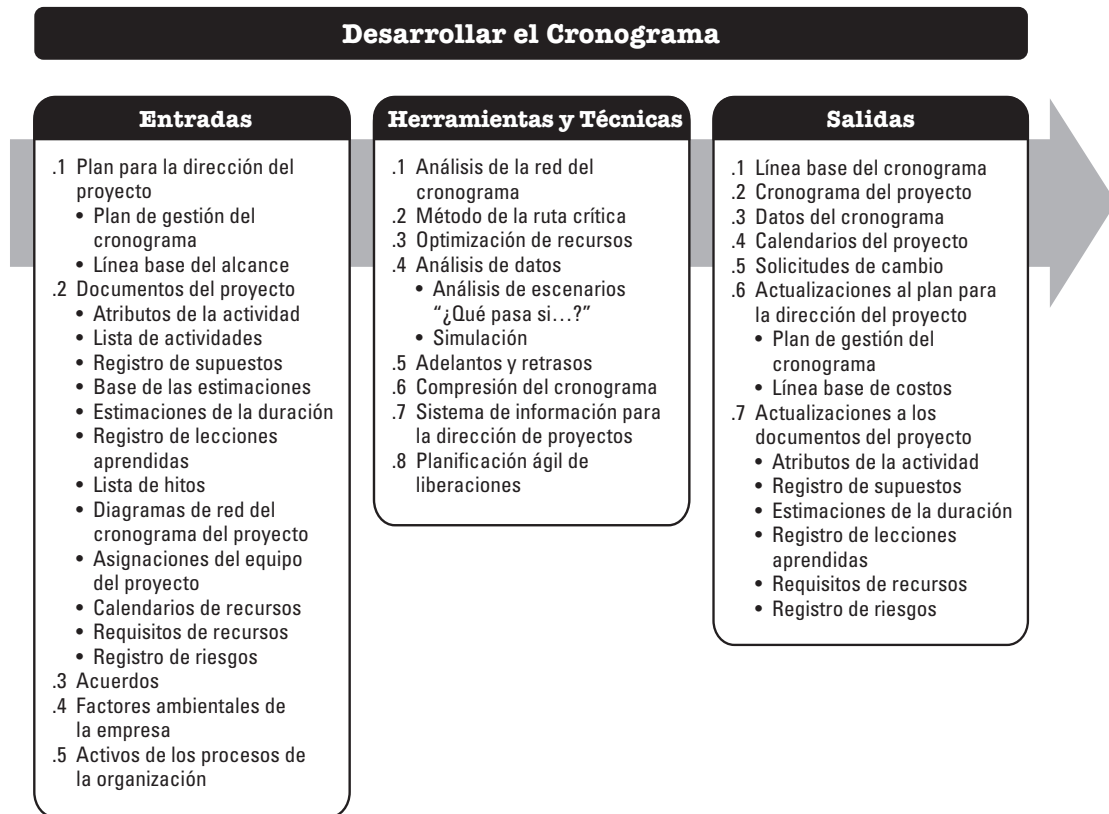 Desarrollar el Cronograma
Entradas
.1 Plan para la dirección del
proyecto
• Plan de gestión del
cronograma
• Línea base del alcance
.2 Documentos del proyecto
• Atributos de la actividad
• Lista de actividades
• Registro de supuestos
• Base de las estimaciones
• Estimaciones de la duración
• Registro de lecciones
aprendidas
• Lista de hitos
• Diagramas de red del
cronograma del proyecto
• Asignaciones del equipo
del proyecto
• Calendarios de recursos
• Requisitos de recursos
• Registro de riesgos
.3 Acuerdos
.4 Factores ambientales de
la empresa
.5 Activos de los procesos de
la organización
Herramientas y Técnicas
.1 Análisis de la red del
cronograma
.2 Método de la ruta crítica
.3 Optimización de recursos
.4 Análisis de datos
• Análisis de escenarios
“¿Qué pasa si…?”
• Simulación
.5 Adelantos y retrasos
.6 Compresión del cronograma
.7 Sistema de información para
la dirección de proyectos
.8 Planificación ágil de
liberaciones
Salidas
.1 Línea base del cronograma
.2 Cronograma del proyecto
.3 Datos del cronograma
.4 Calendarios del proyecto
.5 Solicitudes de cambio
.6 Actualizaciones al plan para
la dirección del proyecto
• Plan de gestión del
cronograma
• Línea base de costos
.7 Actualizaciones a los
documentos del proyecto
• Atributos de la actividad
• Registro de supuestos
• Estimaciones de la duración
• Registro de lecciones
aprendidas
• Requisitos de recursos
• Registro de riesgos